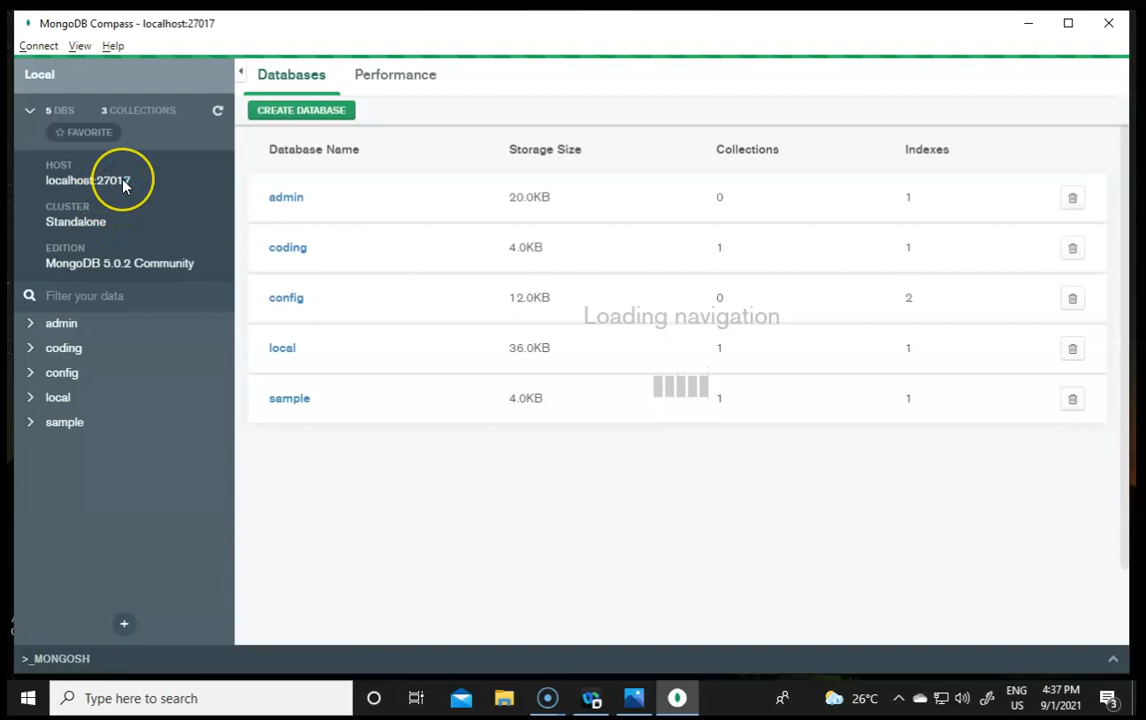 MongoDB Compass - localhost:27017
Connect View Help
Local
5 DBS 3 COLLECTIONS
FAVORITE
HOST
localhost:27017
CLUSTER
Standalone
EDITION
MongoDB 5.0.2 Community
Filter your data
admin
coding
config
local
sample
>_MONGOSH
Databases Performance
CREATE DATABASE
Database Name Storage Size Collections Indexes
admin 20.0KB 0 1
coding 4.0KB 1 1
config 12.0KB 0 2
Loading navigation
local 36.0KB 1 1
sample 4.0KB 1 1
Type here to search
26°C
ENG
US
4:37 PM
9/1/2021
3